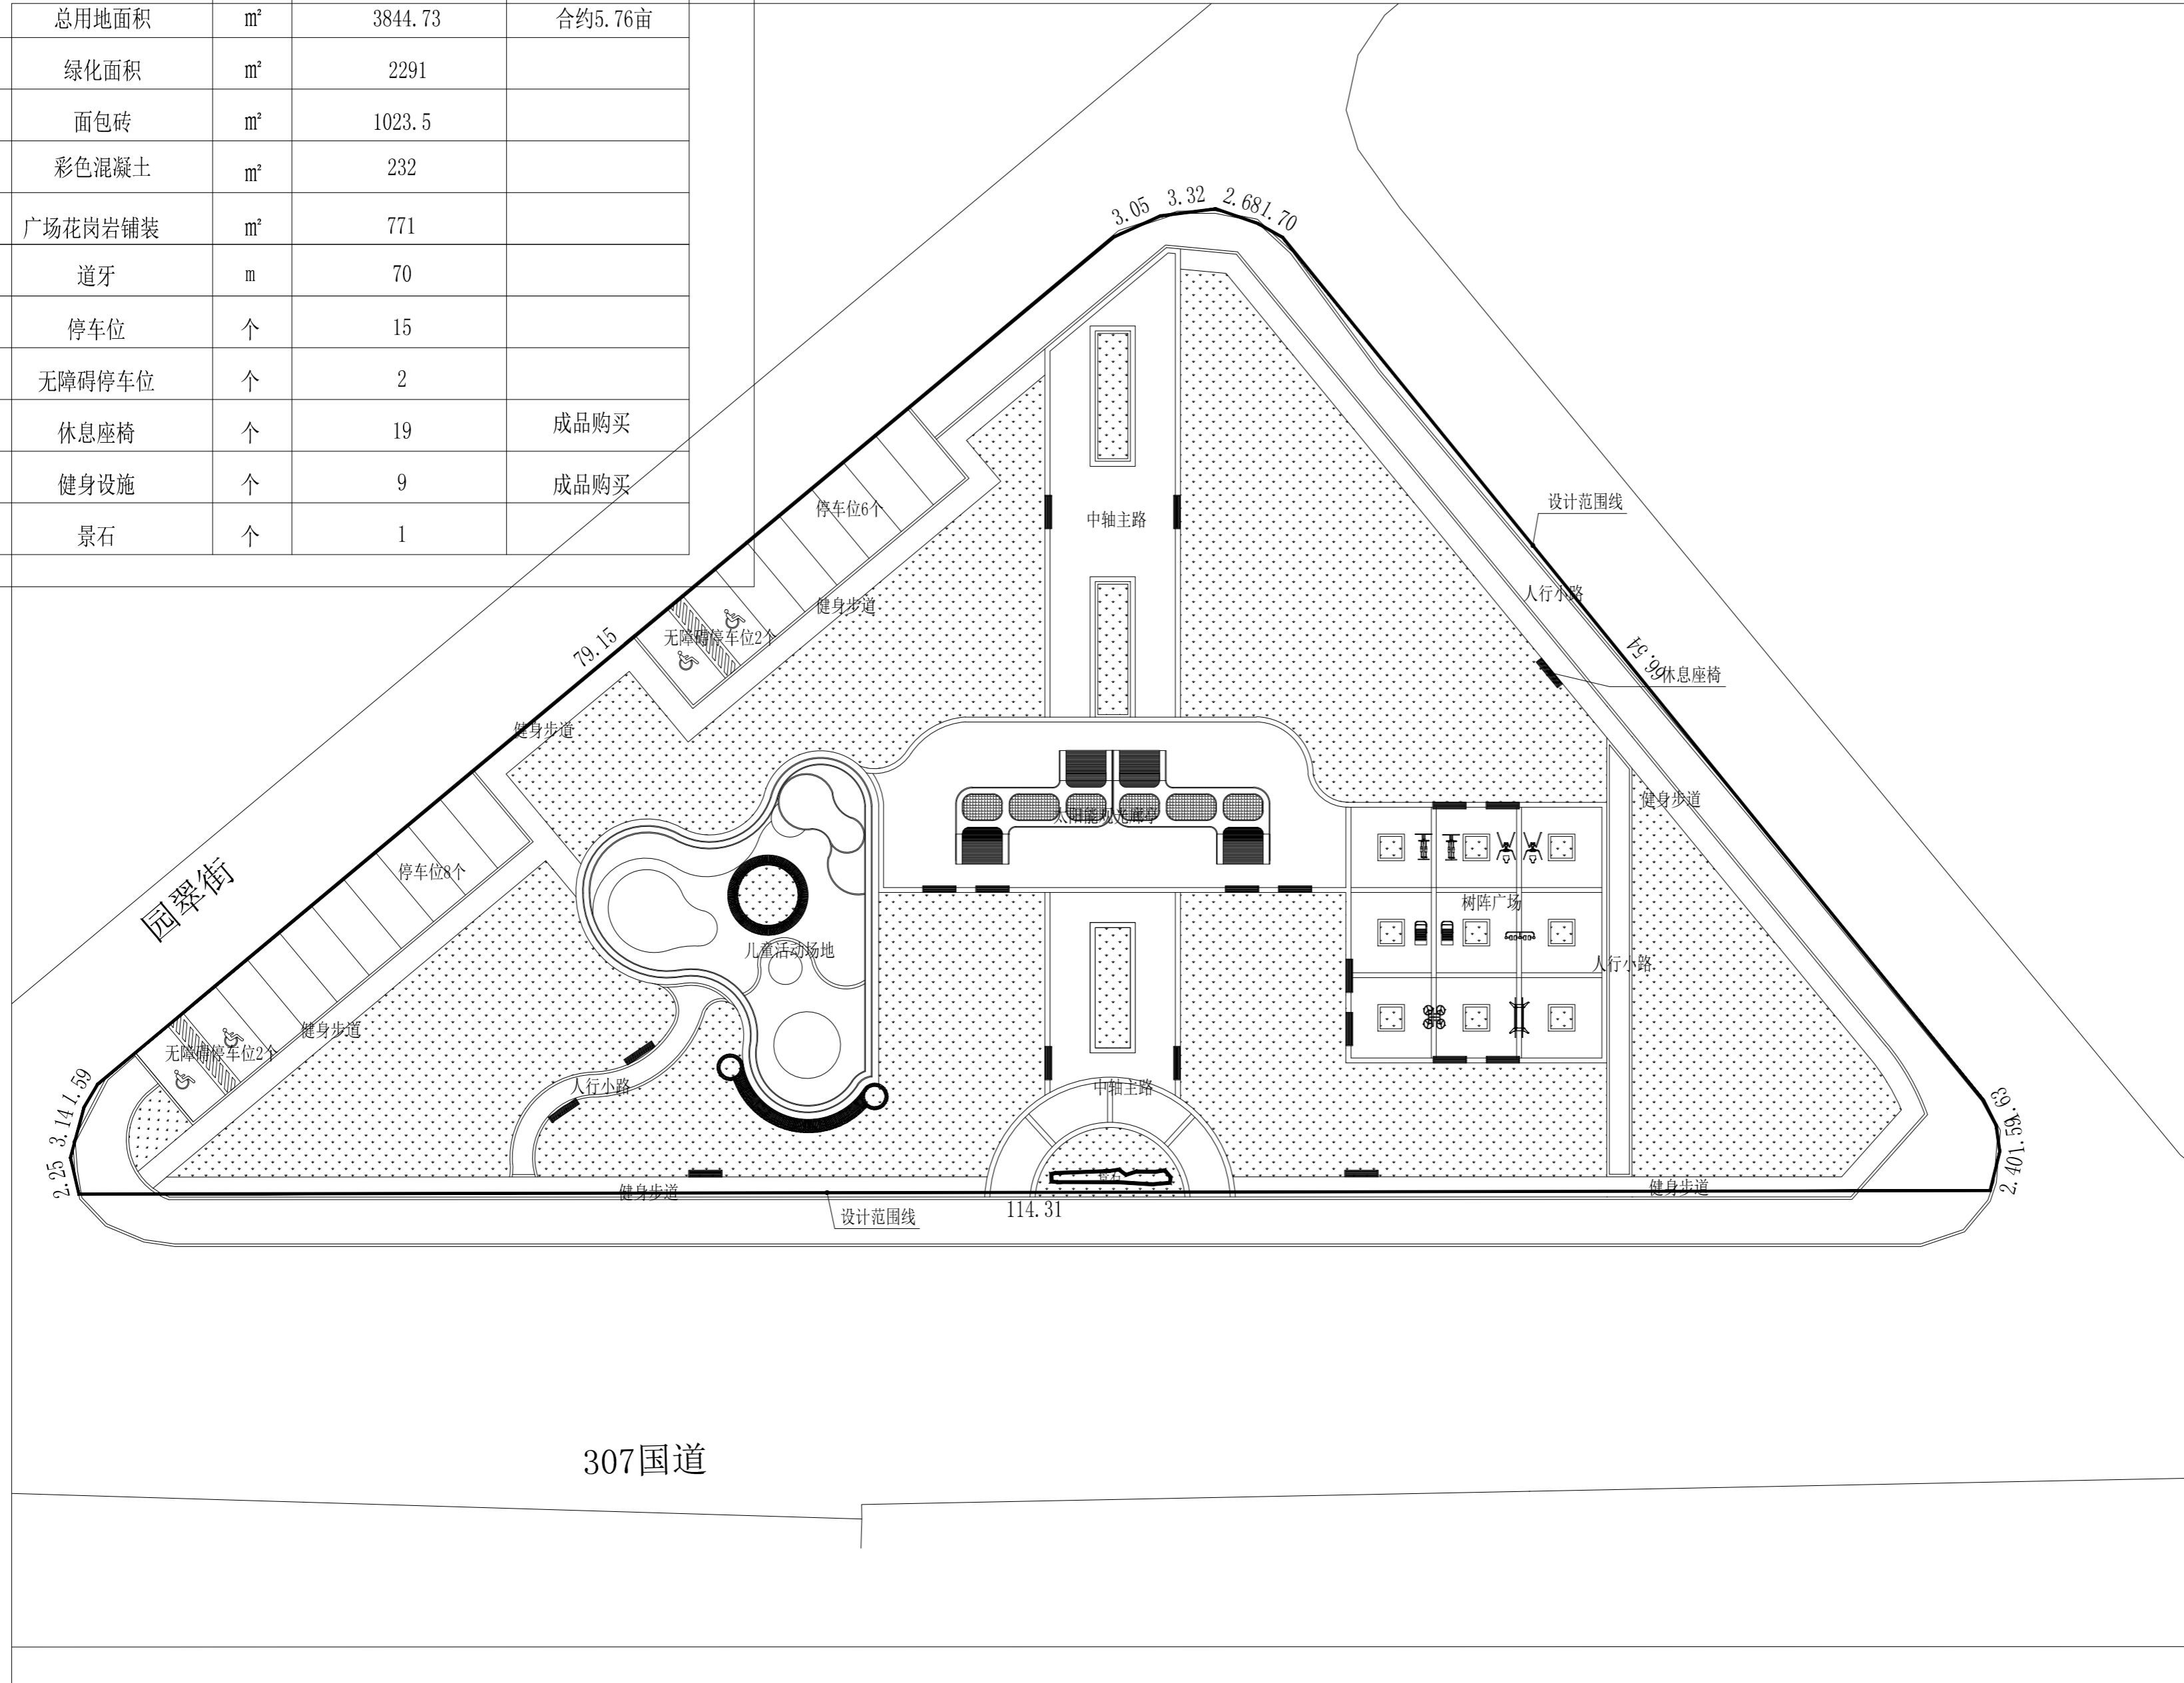 总用地面积 ㎡ 3844.73 合约5.76亩
绿化面积 ㎡ 2291
面包砖 ㎡ 1023.5
彩色混凝土 ㎡ 232
广场花岗岩铺装 ㎡ 771
道牙 m 70
停车位 个 15
无障碍停车位 个 2
休息座椅 个 19 成品购买
健身设施 个 9 成品购买
景石 个 1
3.05
3.32
2.68
1.70
设计范围线
停车位6个
中轴主路
人行小路
健身步道
无障碍停车位2个
79.15
66.54
休息座椅
健身步道
健身步道
太阳能观光廊亭
停车位8个
园翠街
树阵广场
儿童活动场地
人行小路
健身步道
无障碍停车位2个
人行小路
中轴主路
1.59
3.14
2.25
2.63
1.59
2.40
健身步道
健身步道
设计范围线
114.31
307国道